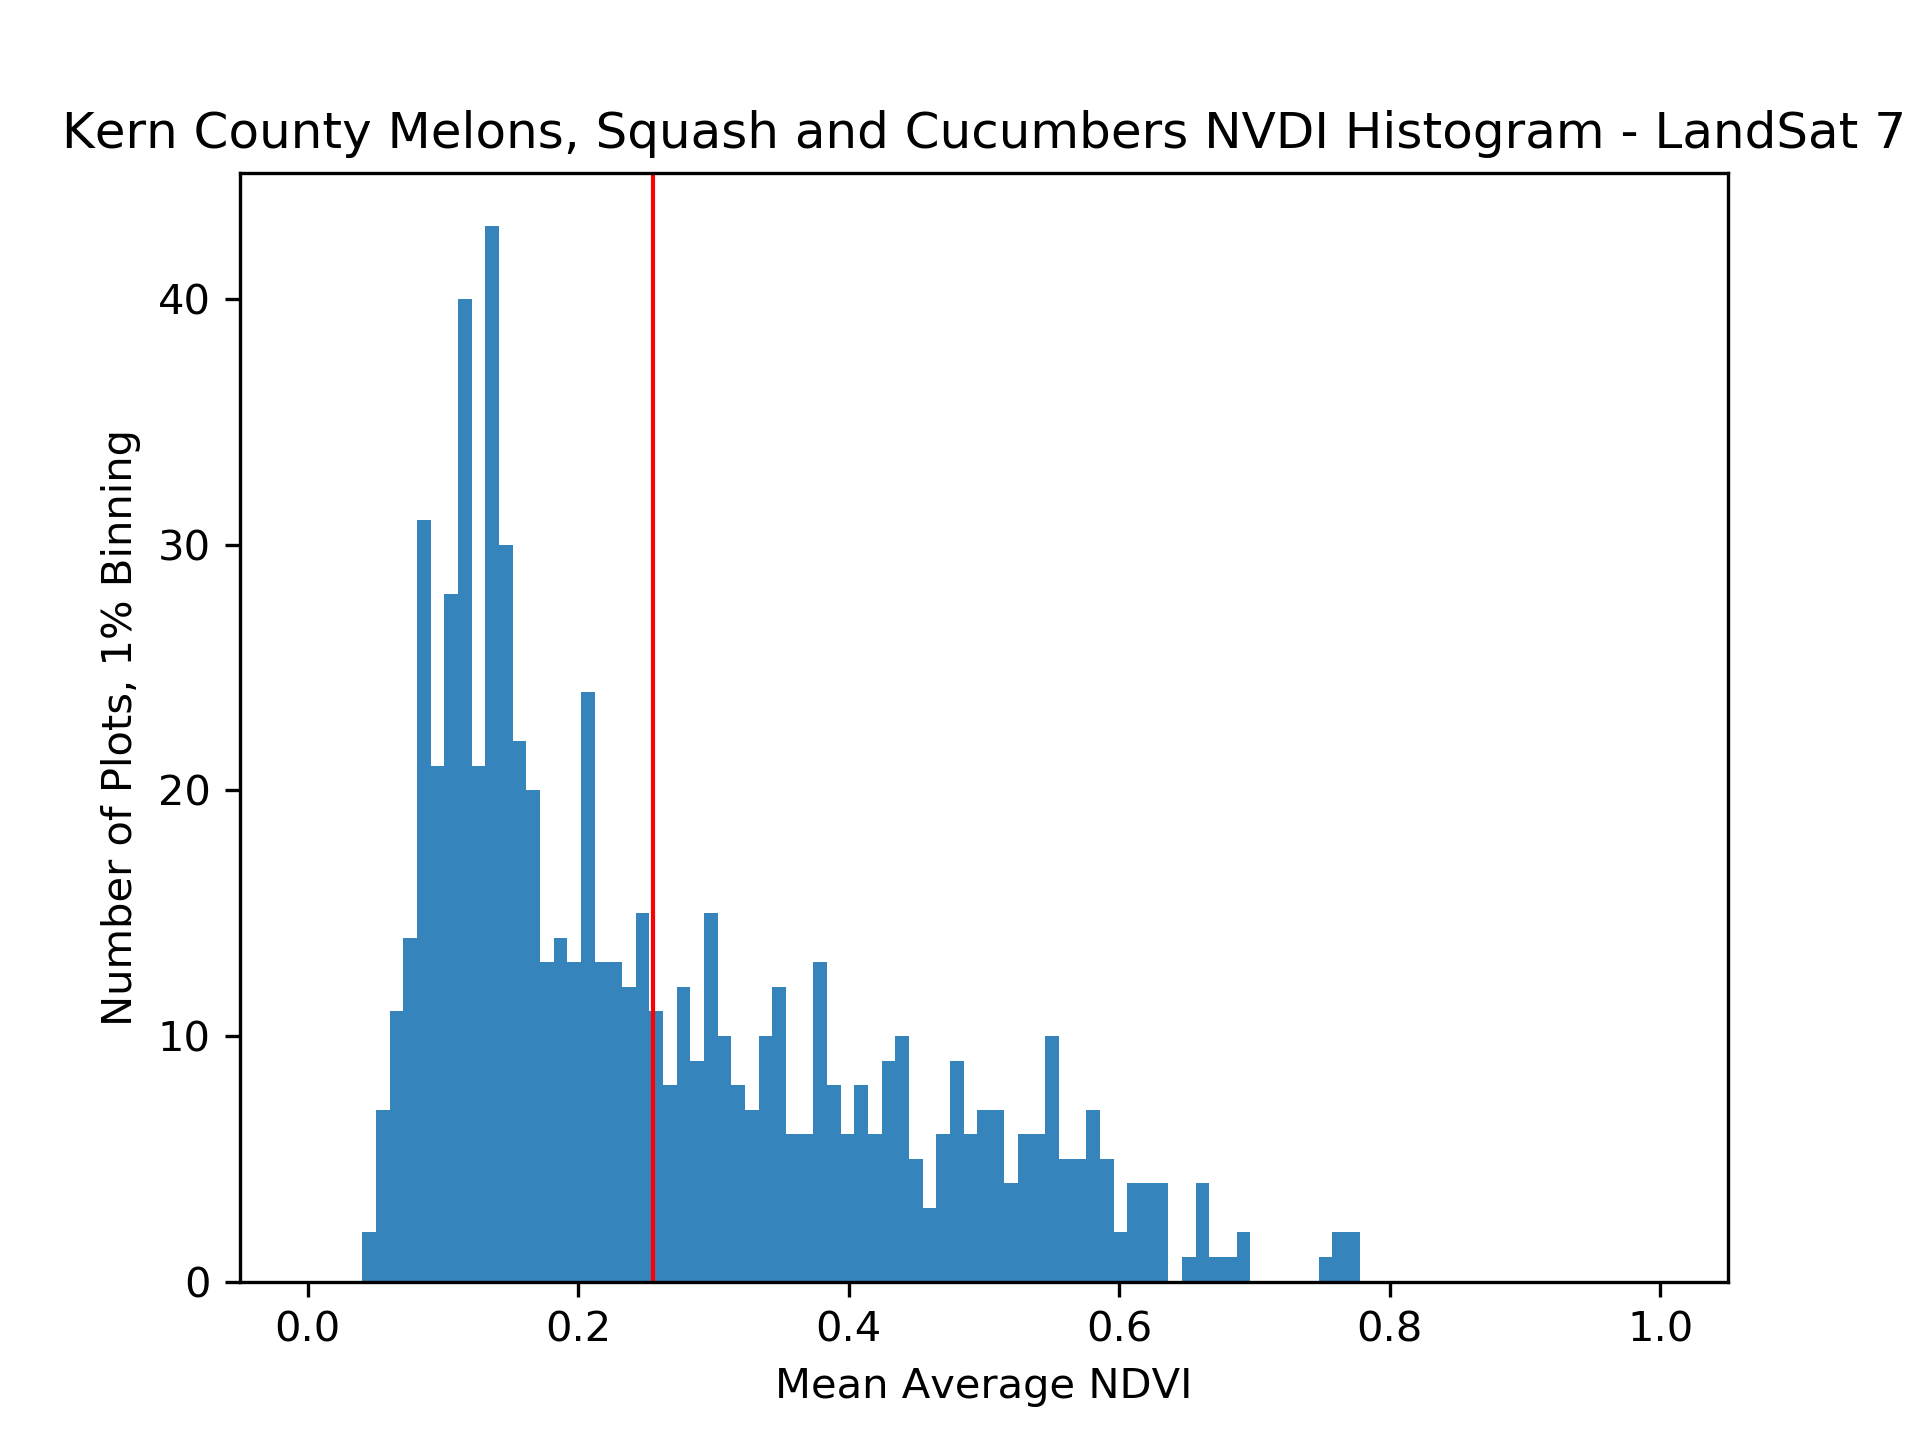 Kern County Melons, Squash and Cucumbers NVDI Histogram - LandSat 7
Number of Plots, 1% Binning
40
30
20
10
0
0.0 0.2 0.4 0.6 0.8 1.0
Mean Average NDVI